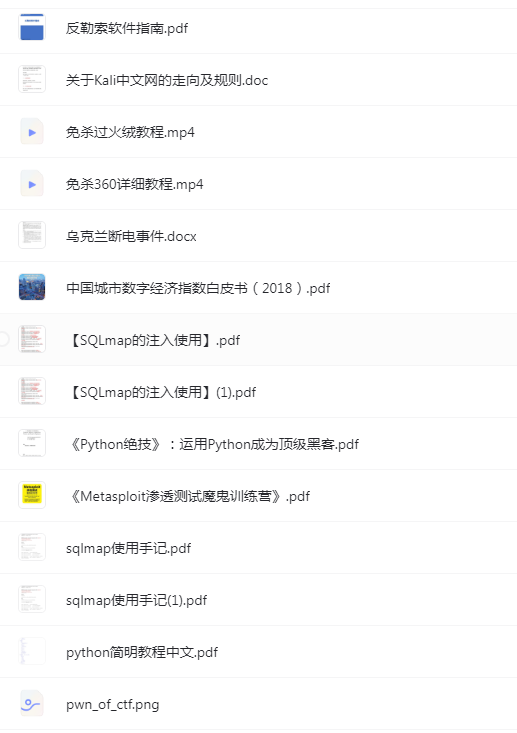 反勒索软件指南.pdf
关于Kali中文网的走向及规则.doc
免杀过火绒教程.mp4
免杀360详细教程.mp4
乌克兰断电事件.docx
中国城市数字经济指数白皮书（2018）.pdf
【SQLmap的注入使用】.pdf
【SQLmap的注入使用】(1).pdf
《Python绝技》：运用Python成为顶级黑客.pdf
《Metasploit渗透测试魔鬼训练营》.pdf
sqlmap使用手记.pdf
sqlmap使用手记(1).pdf
python简明教程中文.pdf
pwn_of_ctf.png